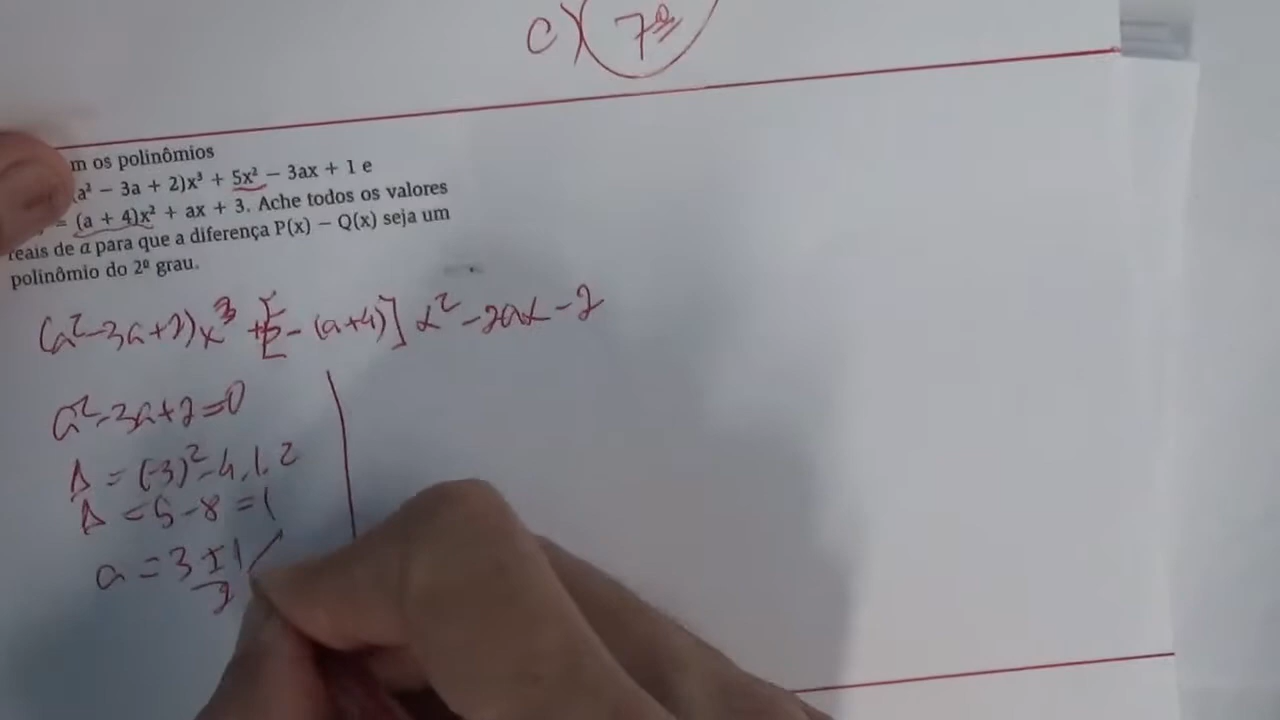 c) 7ª
m os polinômios
(a² − 3a + 2)x³ + 5x² − 3ax + 1 e
= (a + 4)x² + ax + 3. Ache todos os valores
reais de a para que a diferença P(x) − Q(x) seja um
polinômio do 2º grau.
(a²-3a+2)x³ + [5 - (a+4)] x² - 2ax - 2
a²-3a+2=0
Δ = (-3)²-4.1.2
Δ = 9-8 = 1
a = 3 ± 1
2